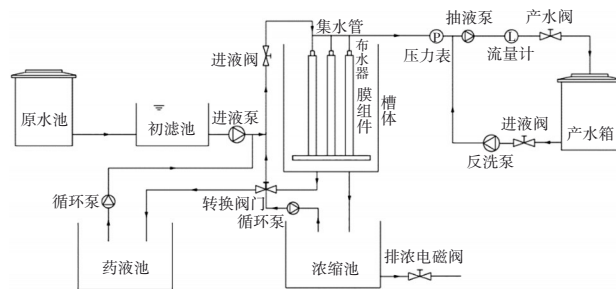 集水管
抽液泵
产水阀
进液阀
布水器
膜组件
P
L
压力表
流量计
槽体
原水池
初滤池
进液泵
进液阀
产水箱
反洗泵
循环泵
转换阀门
循环泵
药液池
浓缩池
排浓电磁阀